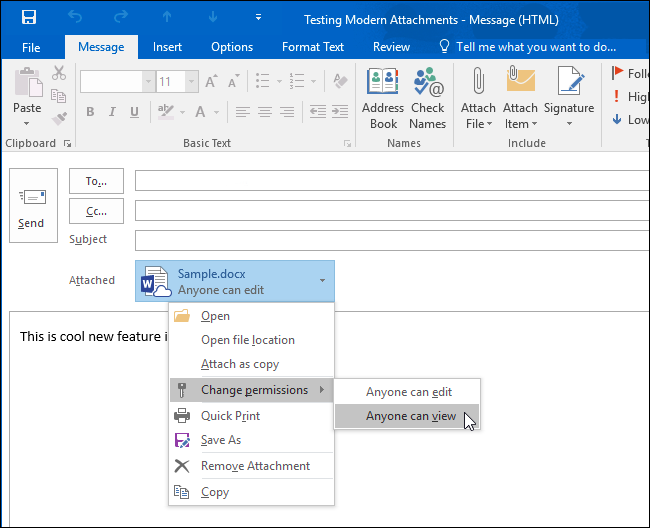 Testing Modern Attachments - Message (HTML)
File Message Insert Options Format Text Review Tell me what you want to do...
Paste
11
B I U A
Address Book
Check Names
Attach File
Attach Item
Signature
Follo
High
Low
Clipboard Basic Text Names Include T
To...
Cc...
Send
Subject
Attached
Sample.docx
Anyone can edit
This is cool new feature i
Open
Open file location
Attach as copy
Change permissions
Anyone can edit
Anyone can view
Quick Print
Save As
Remove Attachment
Copy